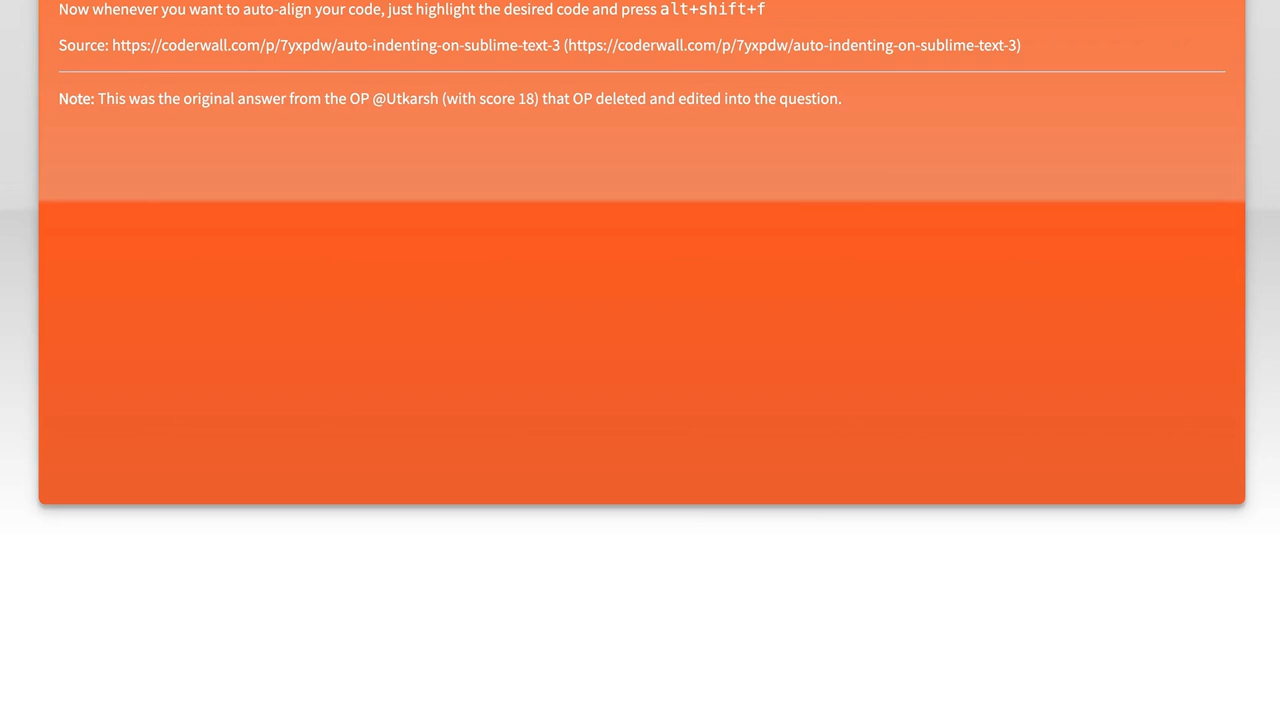 Now whenever you want to auto-align your code, just highlight the desired code and press alt+shift+f
Source: https://coderwall.com/p/7yxpdw/auto-indenting-on-sublime-text-3 (https://coderwall.com/p/7yxpdw/auto-indenting-on-sublime-text-3)
Note: This was the original answer from the OP @Utkarsh (with score 18) that OP deleted and edited into the question.